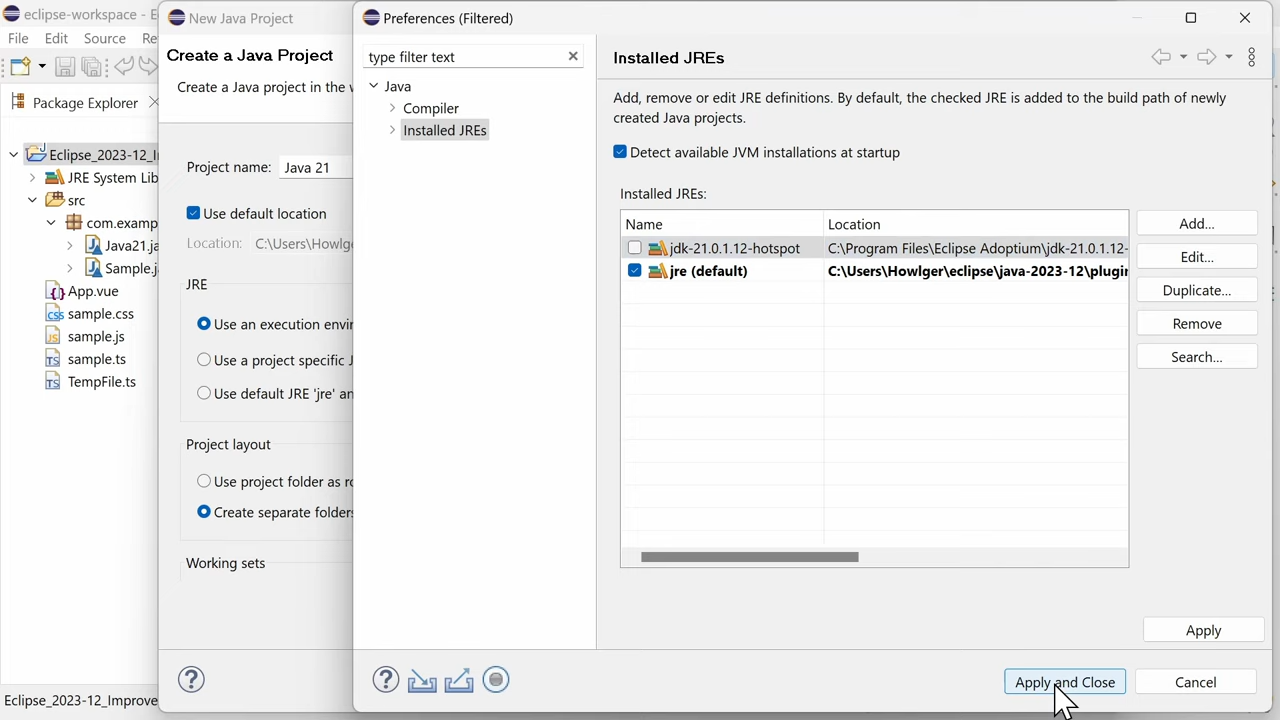 eclipse-workspace - E
File Edit Source Re
Package Explorer
Eclipse_2023-12_I
JRE System Lib
src
com.examp
Java21.ja
Sample.j
App.vue
sample.css
sample.js
sample.ts
TempFile.ts
Eclipse_2023-12_Improve
New Java Project
Create a Java Project
Create a Java project in the w
Project name: Java 21
Use default location
Location: C:\Users\Howlge
JRE
Use an execution envir
Use a project specific J
Use default JRE 'jre' an
Project layout
Use project folder as ro
Create separate folders
Working sets
Preferences (Filtered)
type filter text
Java
Compiler
Installed JREs
Installed JREs
Add, remove or edit JRE definitions. By default, the checked JRE is added to the build path of newly
created Java projects.
Detect available JVM installations at startup
Installed JREs:
Name Location
jdk-21.0.1.12-hotspot C:\Program Files\Eclipse Adoptium\jdk-21.0.1.12-
jre (default) C:\Users\Howlger\eclipse\java-2023-12\plugin
Add...
Edit...
Duplicate...
Remove
Search...
Apply
Apply and Close Cancel